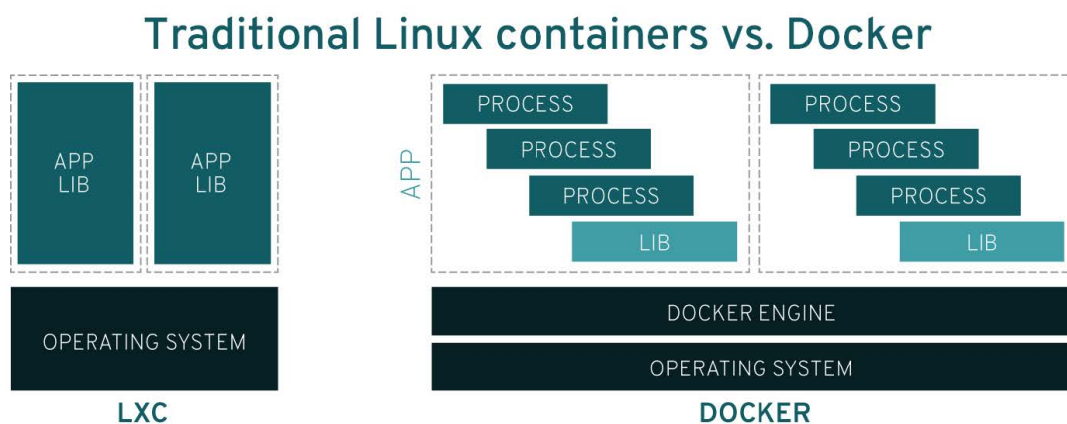 Traditional Linux containers vs. Docker
APP
LIB
APP
LIB
OPERATING SYSTEM
LXC
APP
PROCESS
PROCESS
PROCESS
LIB
PROCESS
PROCESS
PROCESS
LIB
DOCKER ENGINE
OPERATING SYSTEM
DOCKER